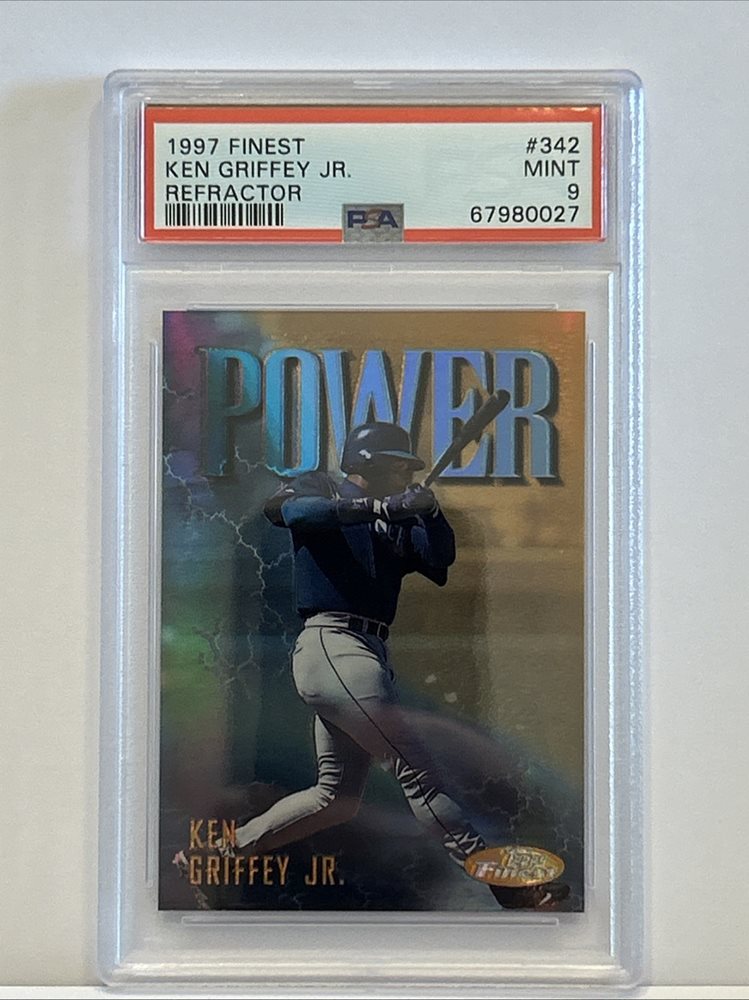 1997 FINEST #342
KEN GRIFFEY JR. MINT
REFRACTOR 9
PSA 67980027
POWER
KEN
GRIFFEY JR.
Topps
Finest